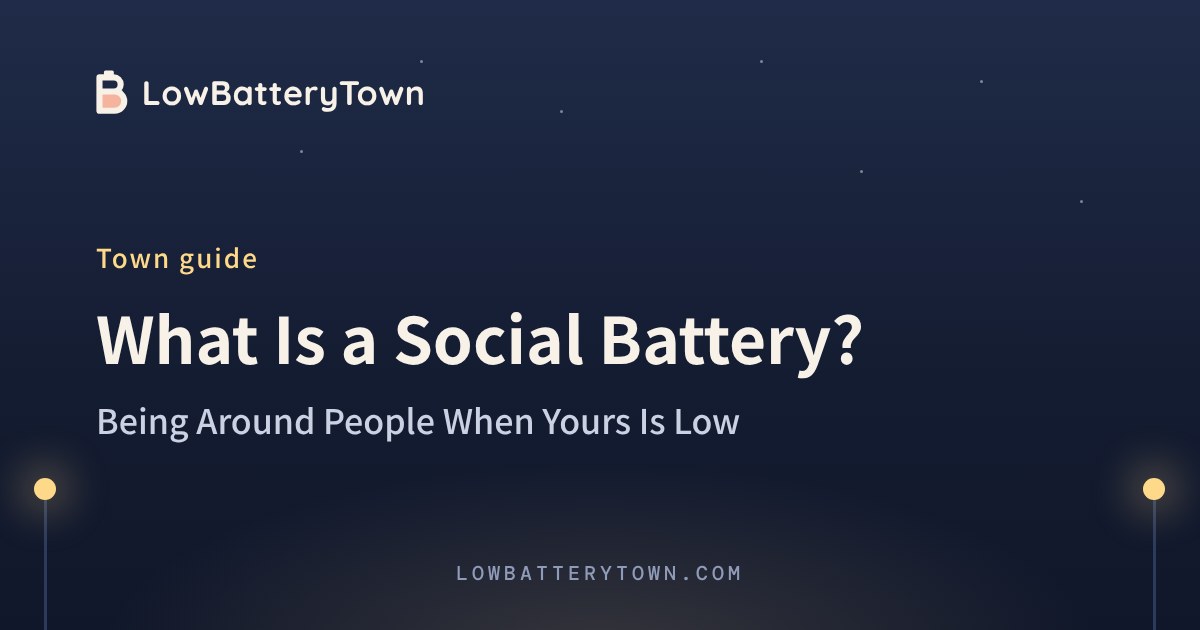 LowBatteryTown
Town guide
What Is a Social Battery?
Being Around People When Yours Is Low
LOWBATTERYTOWN.COM